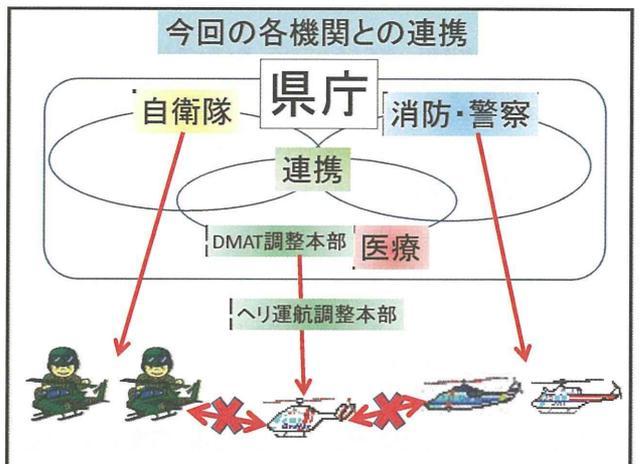 今回の各機関との連携
県庁
自衛隊
消防・警察
連携
DMAT調整本部
医療
ヘリ運航調整本部